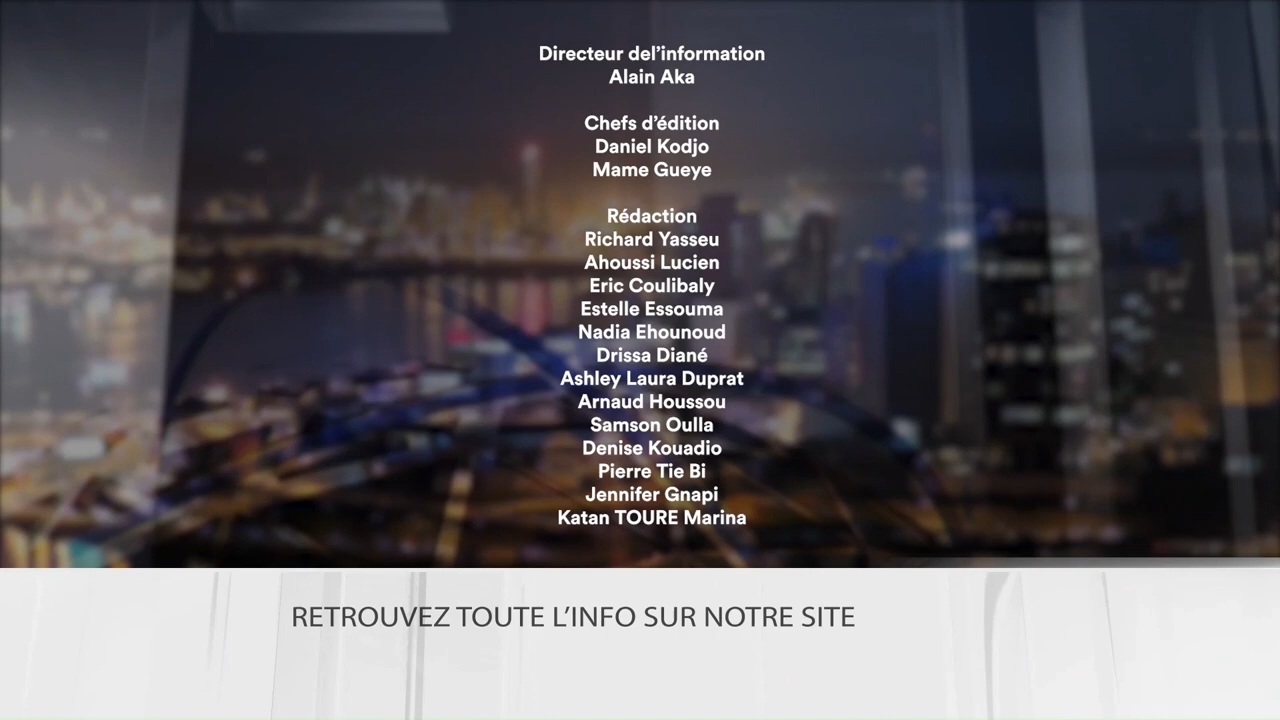 Directeur del’information
Alain Aka
Chefs d’édition
Daniel Kodjo
Mame Gueye
Rédaction
Richard Yasseu
Ahoussi Lucien
Eric Coulibaly
Estelle Essouma
Nadia Ehounoud
Drissa Diané
Ashley Laura Duprat
Arnaud Houssou
Samson Oulla
Denise Kouadio
Pierre Tie Bi
Jennifer Gnapi
Katan TOURE Marina
RETROUVEZ TOUTE L’INFO SUR NOTRE SITE